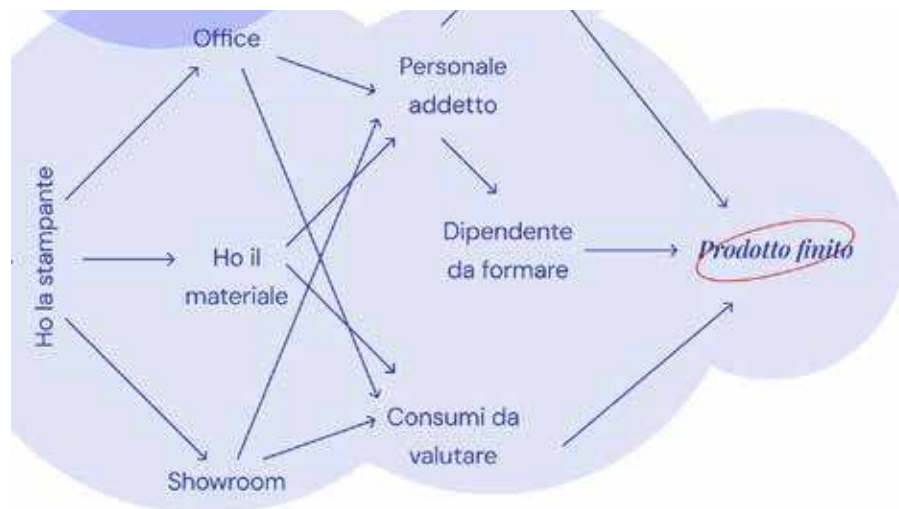 Office
Personale
addetto
Ho la stampante
Dipendente
da formare
Prodotto finito
Ho il
materiale
Consumi da
valutare
Showroom